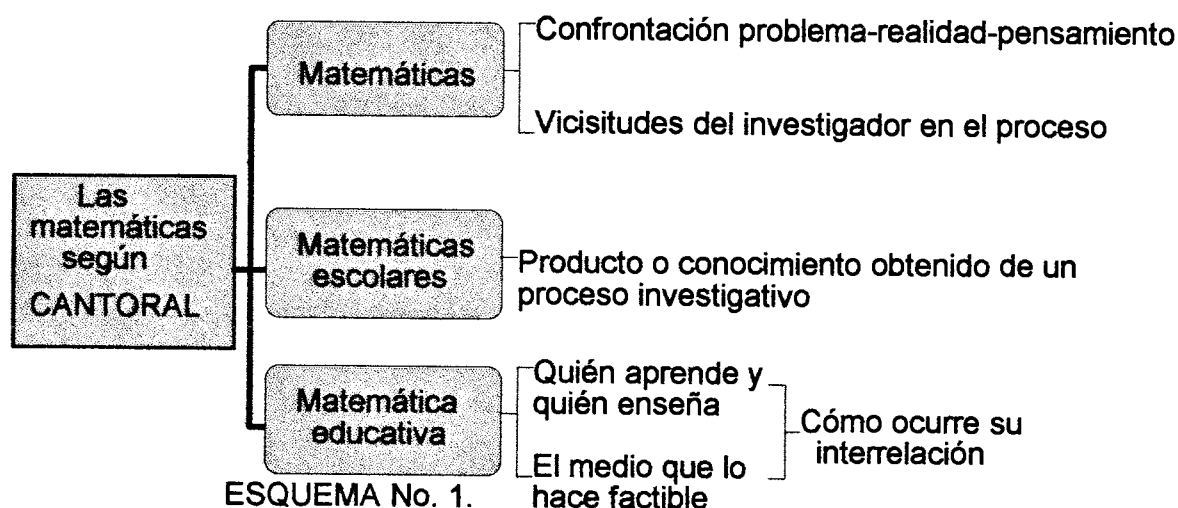 Las
matemáticas
según
CANTORAL
Matemáticas
Confrontación problema-realidad-pensamiento
Vicisitudes del investigador en el proceso
Matemáticas
escolares
Producto o conocimiento obtenido de un
proceso investigativo
Matemática
educativa
Quién aprende y
quién enseña
El medio que lo
hace factible
Cómo ocurre su
interrelación
ESQUEMA No. 1.